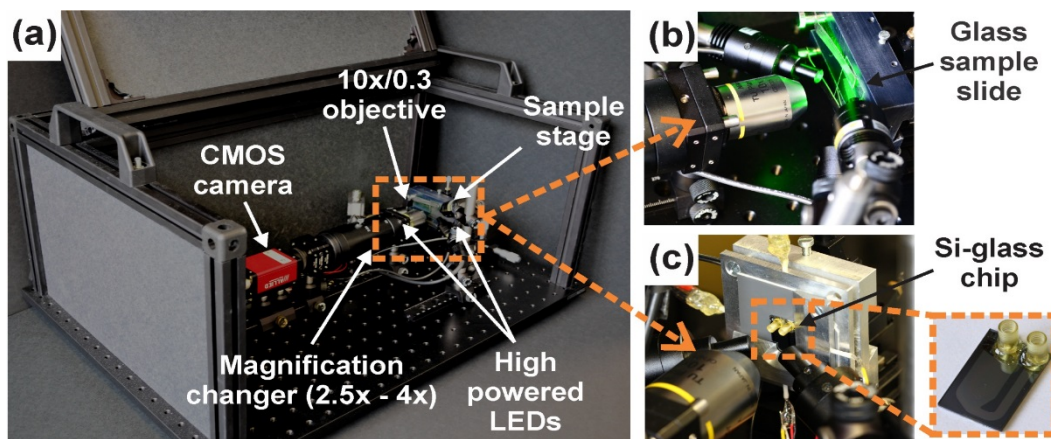 (a)
10x/0.3
objective
Sample
stage
CMOS
camera
Magnification
changer (2.5x - 4x)
High
powered
LEDs
(b)
Glass
sample
slide
(c)
Si-glass
chip